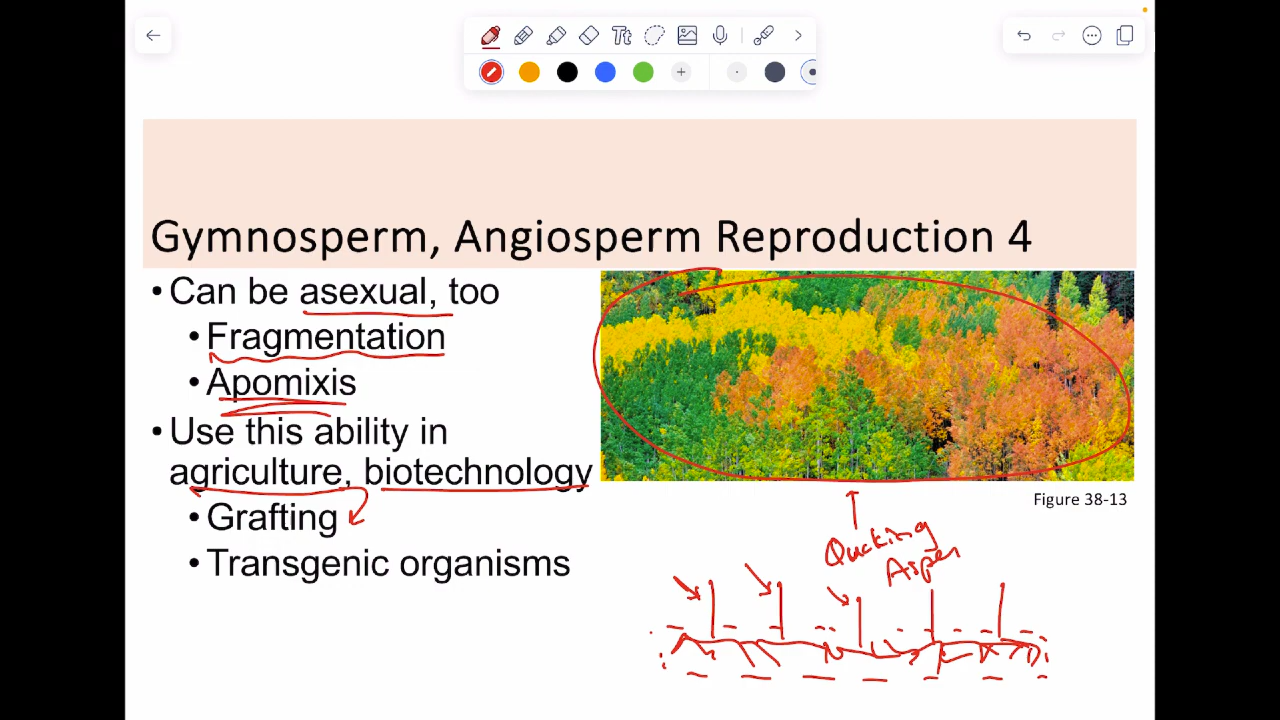 Tt
Gymnosperm, Angiosperm Reproduction 4
• Can be asexual, too
• Fragmentation
• Apomixis
• Use this ability in
agriculture, biotechnology
• Grafting
• Transgenic organisms
Figure 38-13
Quaking
Aspen